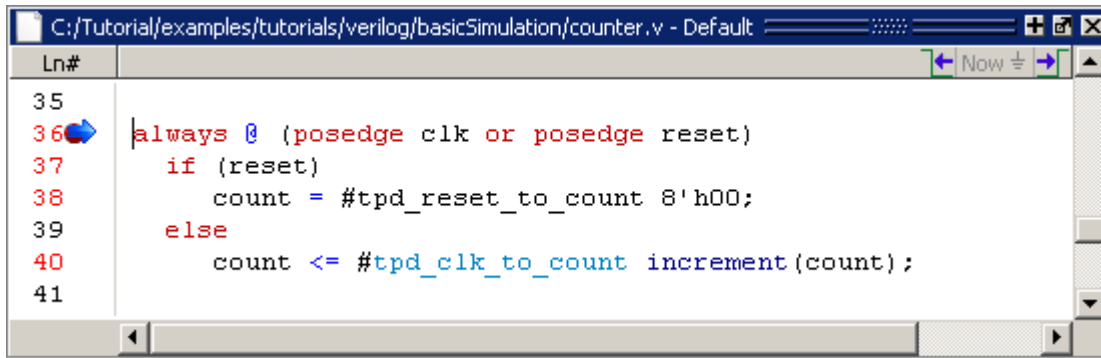 C:/Tutorial/examples/tutorials/verilog/basicSimulation/counter.v - Default
Ln#
Now
35
36 always @ (posedge clk or posedge reset)
37 if (reset)
38 count = #tpd_reset_to_count 8'h00;
39 else
40 count <= #tpd_clk_to_count increment(count);
41